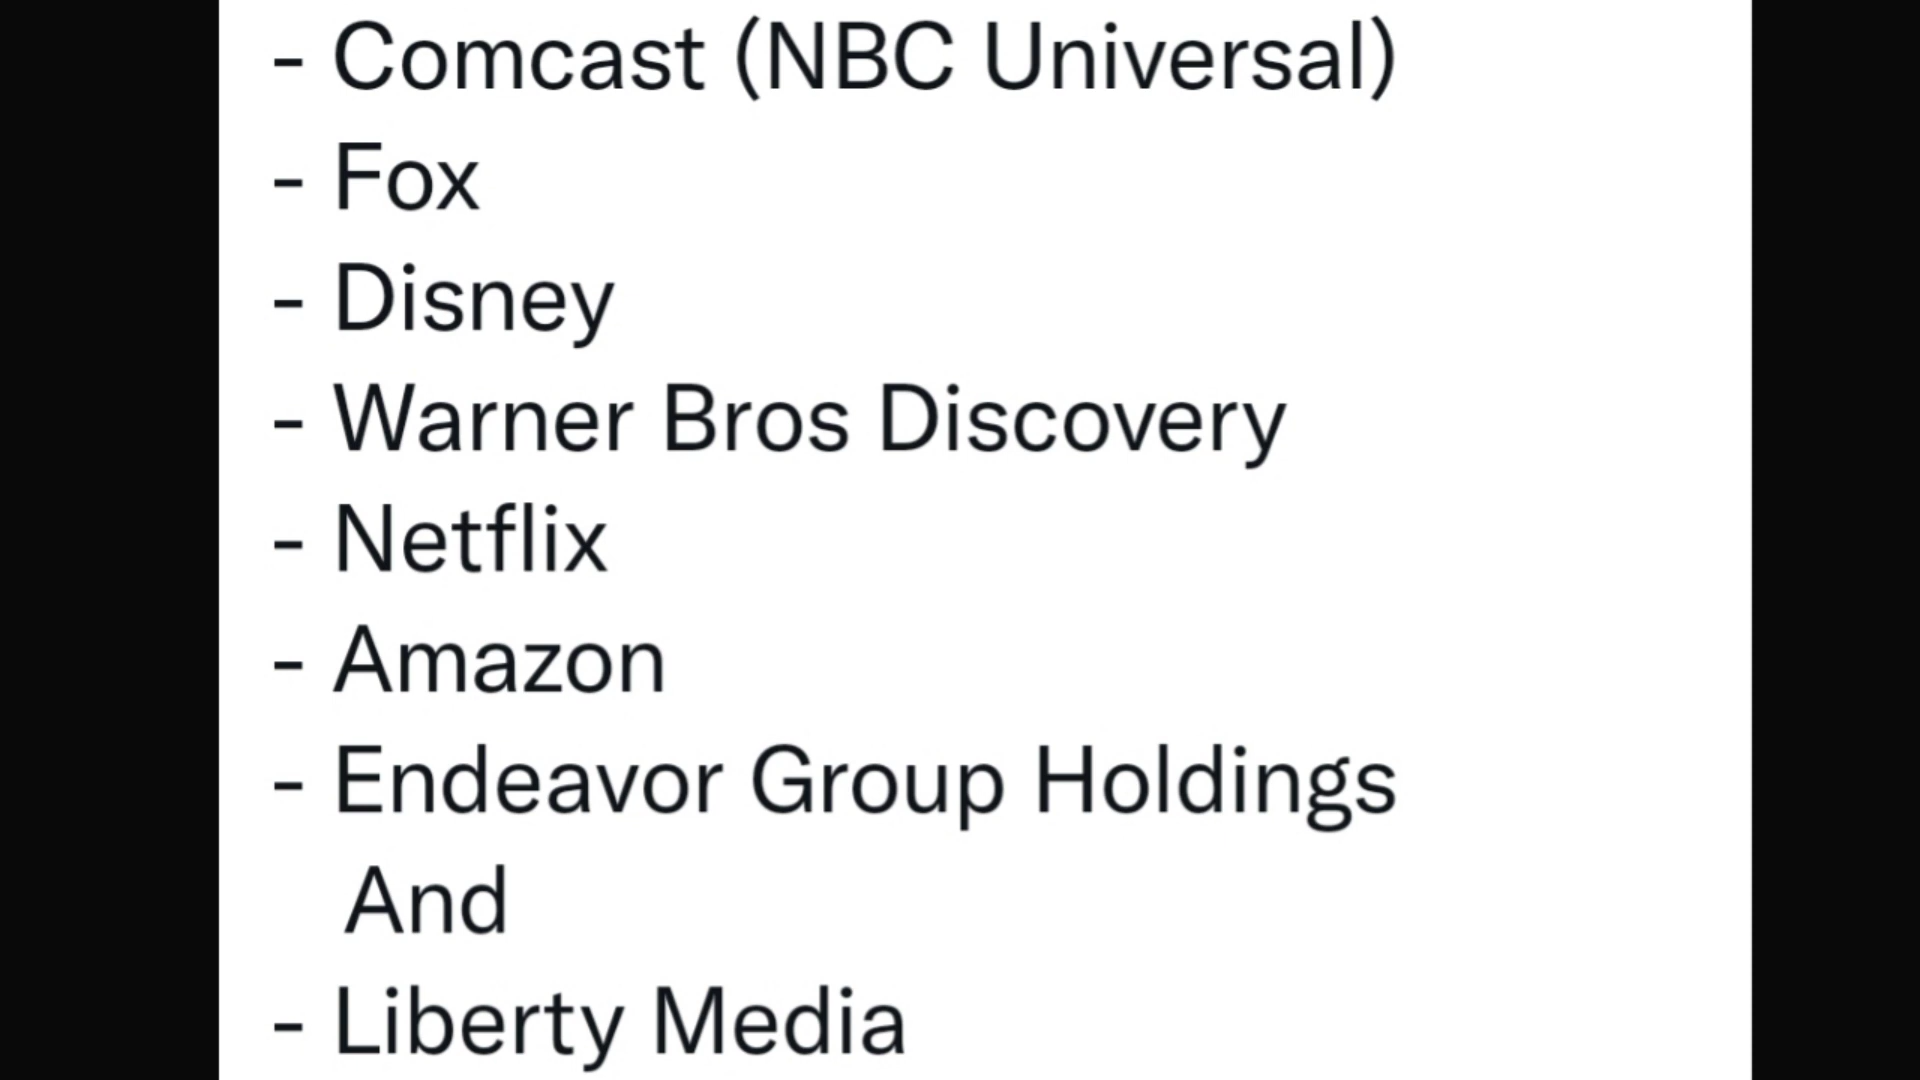 - Comcast (NBC Universal)
- Fox
- Disney
- Warner Bros Discovery
- Netflix
- Amazon
- Endeavor Group Holdings
And
- Liberty Media